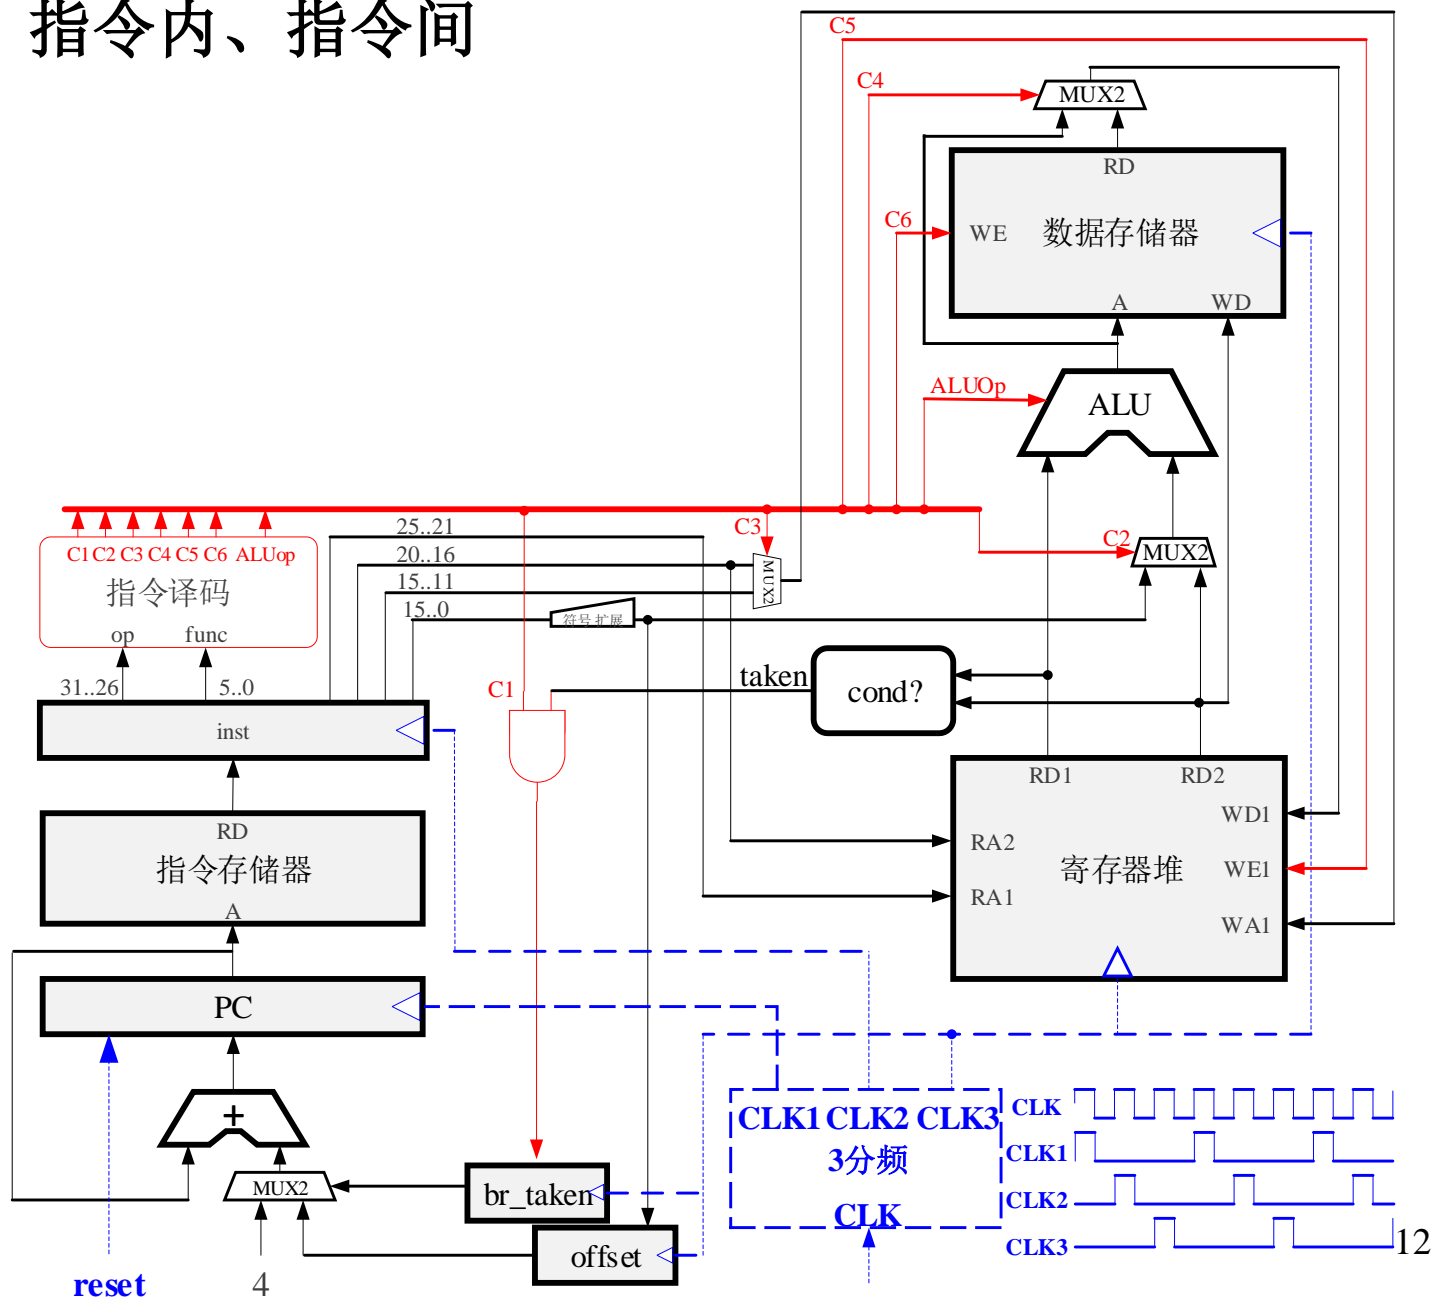 指令内、指令间
C5
C4
MUX2
RD
C6
WE
数据存储器
A
WD
ALUOp
ALU
C3
C2
MUX2
C1 C2 C3 C4 C5 C6 ALUop
指令译码
op
func
25..21
20..16
15..11
15..0
MUX2
符号扩展
31..26
5..0
inst
C1
taken
cond?
RD
指令存储器
A
RD1
RD2
WD1
RA2
寄存器堆
WE1
RA1
WA1
PC
+
MUX2
4
reset
br_taken
offset
CLK1 CLK2 CLK3
3分频
CLK
CLK
CLK1
CLK2
CLK3
12